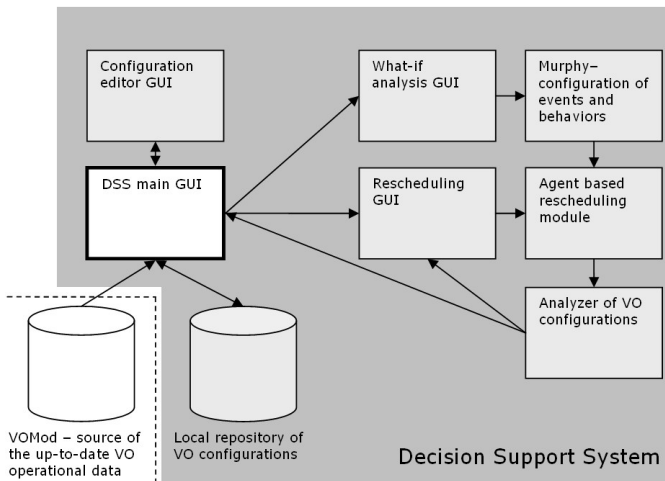 Configuration
editor GUI
What-if
analysis GUI
Murphy–
configuration of
events and
behaviors
DSS main GUI
Rescheduling
GUI
Agent based
rescheduling
module
Analyzer of VO
configurations
VOMod – source of
the up-to-date VO
operational data
Local repository of
VO configurations
Decision Support System